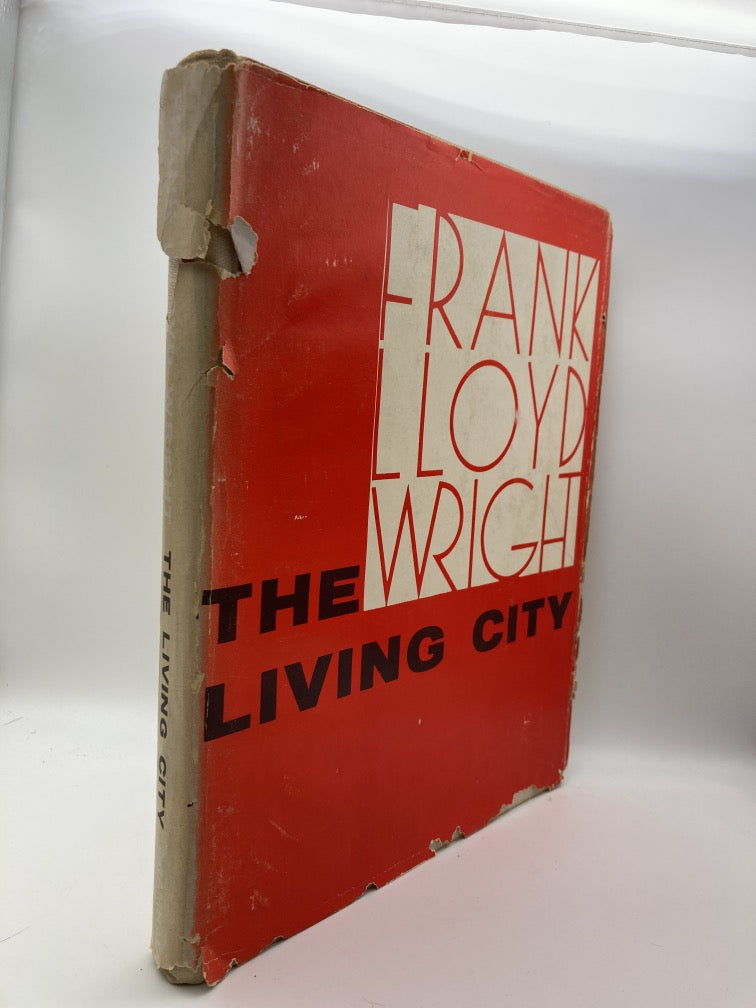 FRANK
LLOYD
WRIGHT
THE
LIVING CITY
THE LIVING CITY